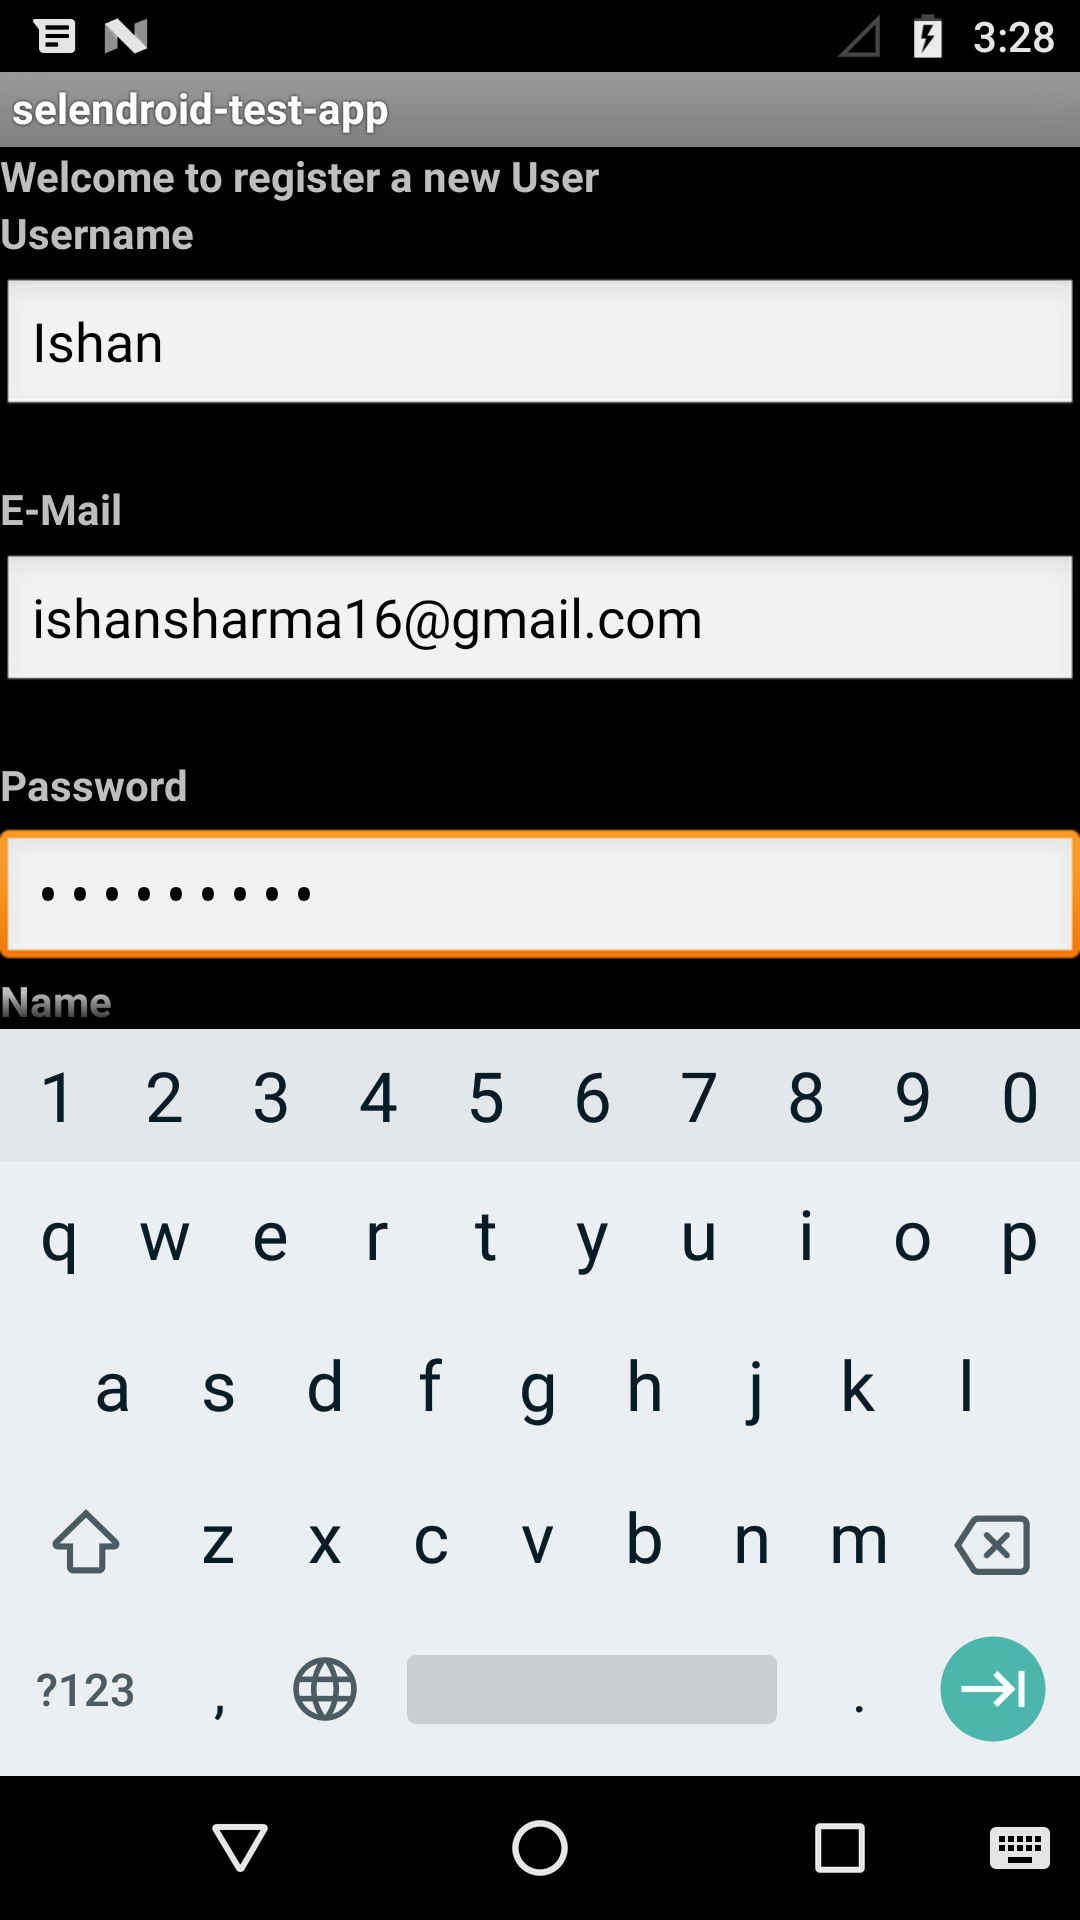 3:28
selendroid-test-app
Welcome to register a new User
Username
Ishan
E-Mail
ishansharma16@gmail.com
Password
•••••••••
Name
1 2 3 4 5 6 7 8 9 0
q w e r t y u i o p
a s d f g h j k l
z x c v b n m
?123 , .